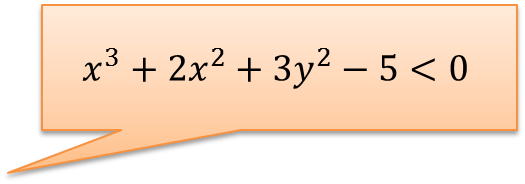 x³ + 2x² + 3y² − 5 < 0